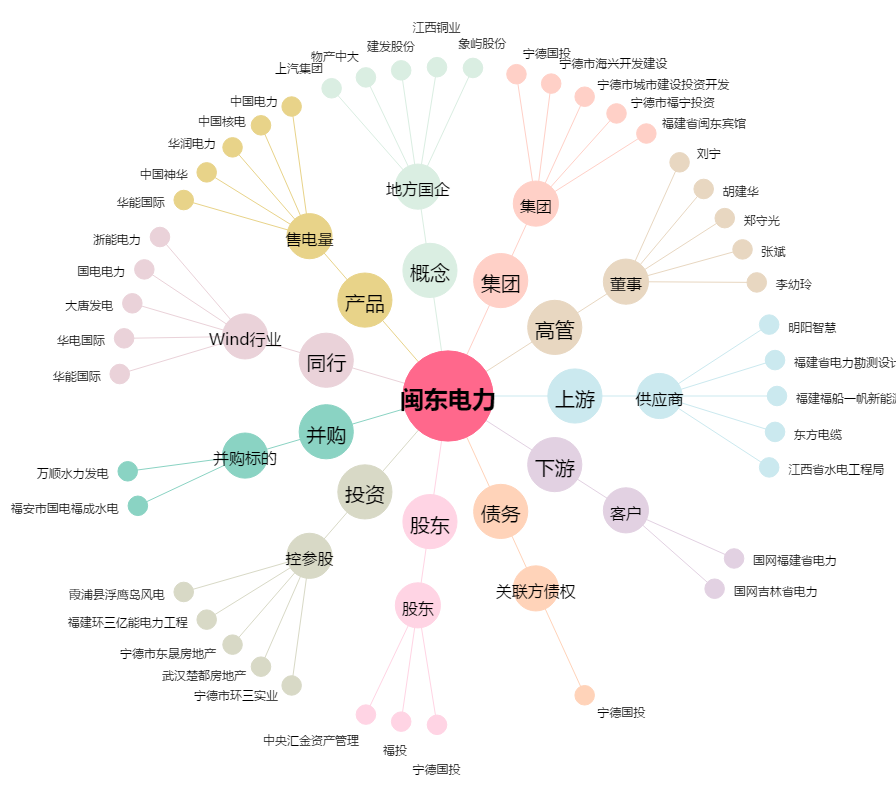 江西铜业
建发股份
象屿股份
物产中大
上汽集团
地方国企
概念
宁德国投
宁德市海兴开发建设
宁德市城市建设投资开发
宁德市福宁投资
福建省闽东宾馆
集团
集团
刘宁
胡建华
郑守光
张斌
李幼玲
董事
高管
明阳智慧
福建省电力勘测设计
福建福船一帆新能源
东方电缆
江西省水电工程局
供应商
上游
下游
客户
国网福建省电力
国网吉林省电力
债务
关联方债权
宁德国投
股东
股东
中央汇金资产管理
福投
宁德国投
投资
控参股
霞浦县浮鹰岛风电
福建环三亿能电力工程
宁德市东晟房地产
武汉楚都房地产
宁德市环三实业
并购
并购标的
万顺水力发电
福安市国电福成水电
同行
Wind行业
浙能电力
国电电力
大唐发电
华电国际
华能国际
产品
售电量
中国电力
中国核电
华润电力
中国神华
华能国际
闽东电力